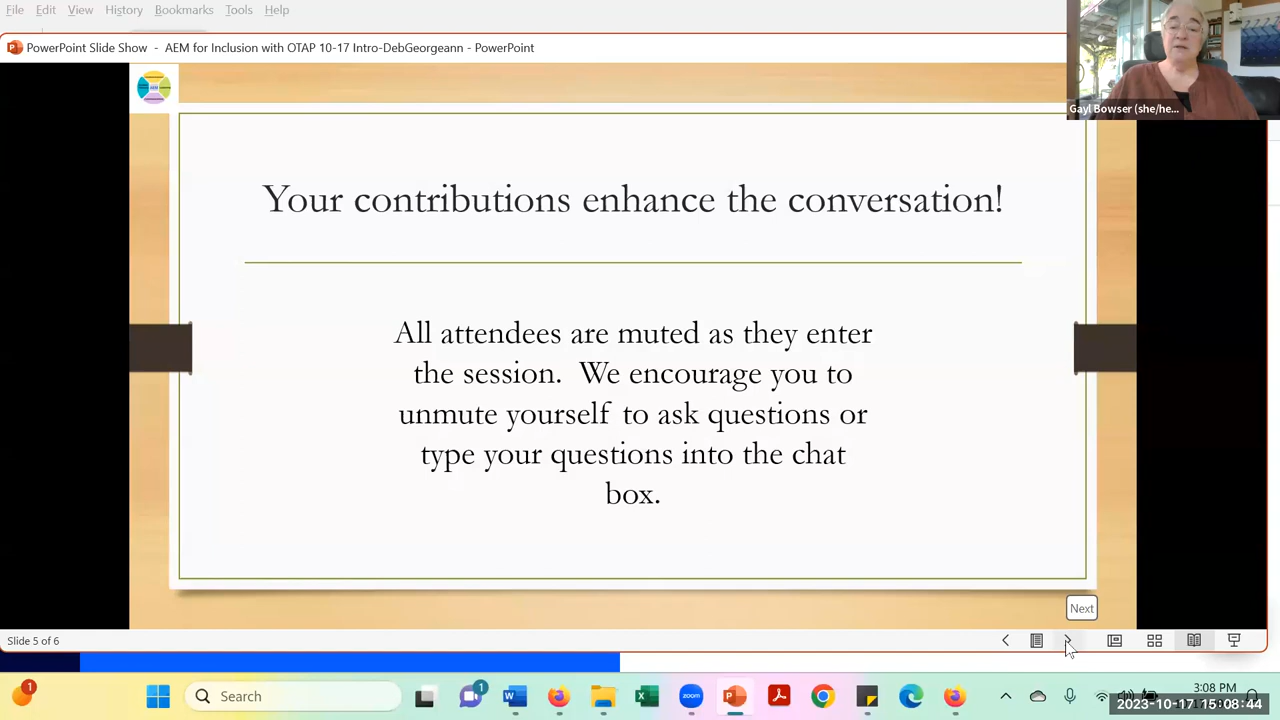 File Edit View History Bookmarks Tools Help
PowerPoint Slide Show - AEM for Inclusion with OTAP 10-17 Intro-DebGeorgeann - PowerPoint
Gayl Bowser (she/he...
Your contributions enhance the conversation!
All attendees are muted as they enter
the session. We encourage you to
unmute yourself to ask questions or
type your questions into the chat
box.
Next
Slide 5 of 6
1
Search
1
zoom
3:08 PM
2023-10-17 15:08:44